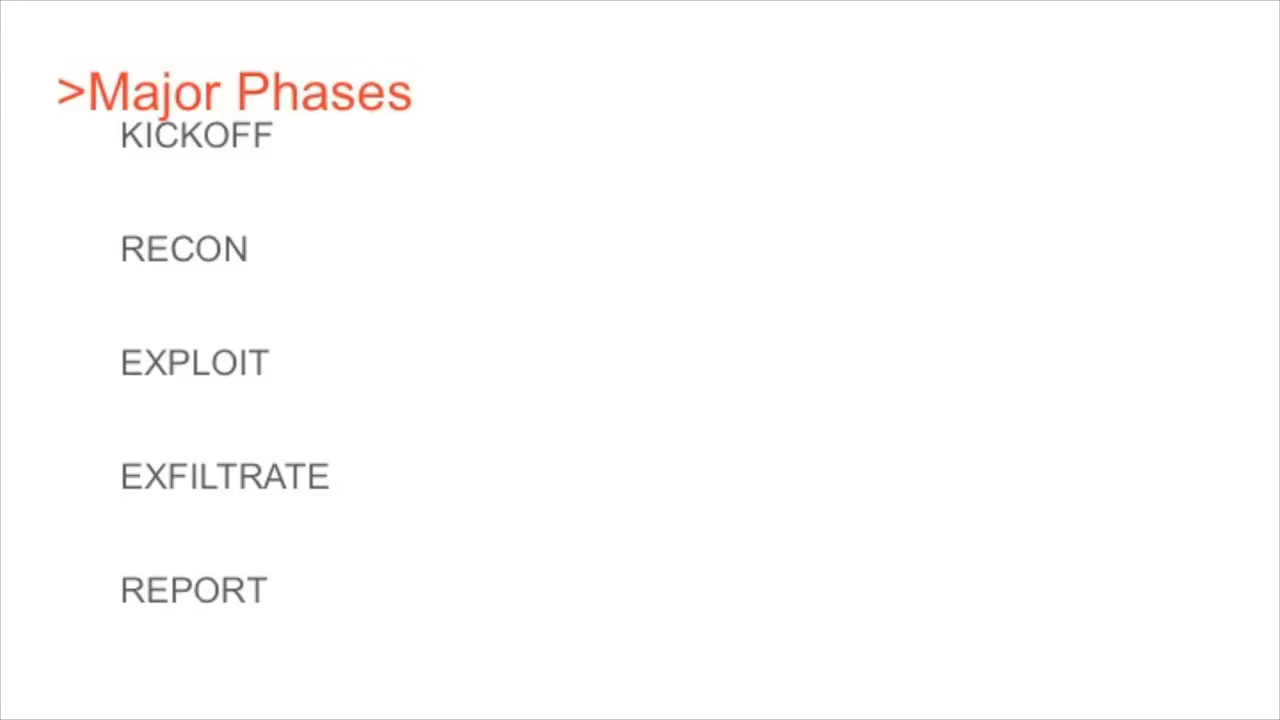 >Major Phases
KICKOFF
RECON
EXPLOIT
EXFILTRATE
REPORT